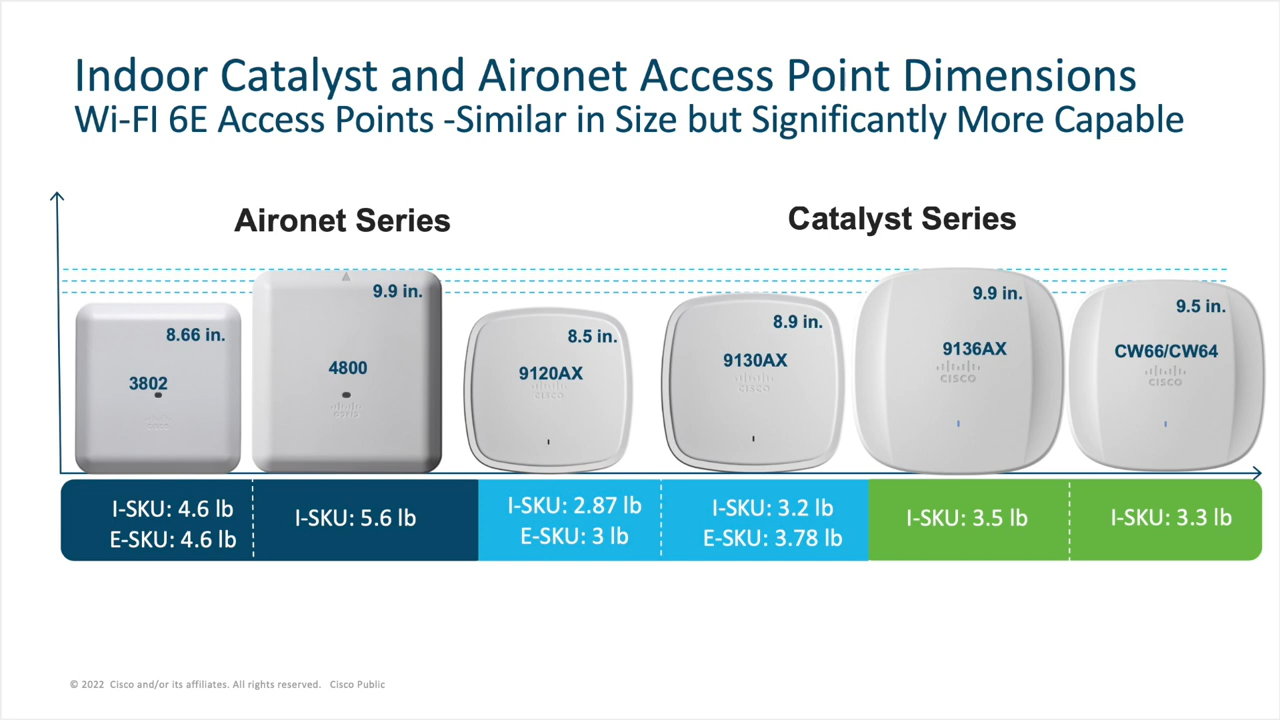 Indoor Catalyst and Aironet Access Point Dimensions
Wi-FI 6E Access Points -Similar in Size but Significantly More Capable
Aironet Series
Catalyst Series
8.66 in.
3802
9.9 in.
4800
8.5 in.
9120AX
CISCO
8.9 in.
9130AX
CISCO
9.9 in.
9136AX
CISCO
9.5 in.
CW66/CW64
CISCO
I-SKU: 4.6 lb
E-SKU: 4.6 lb
I-SKU: 5.6 lb
I-SKU: 2.87 lb
E-SKU: 3 lb
I-SKU: 3.2 lb
E-SKU: 3.78 lb
I-SKU: 3.5 lb
I-SKU: 3.3 lb
© 2022 Cisco and/or its affiliates. All rights reserved. Cisco Public